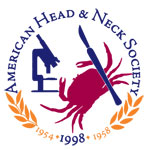 AMERICAN HEAD & NECK SOCIETY
1954 • 1998 • 1958